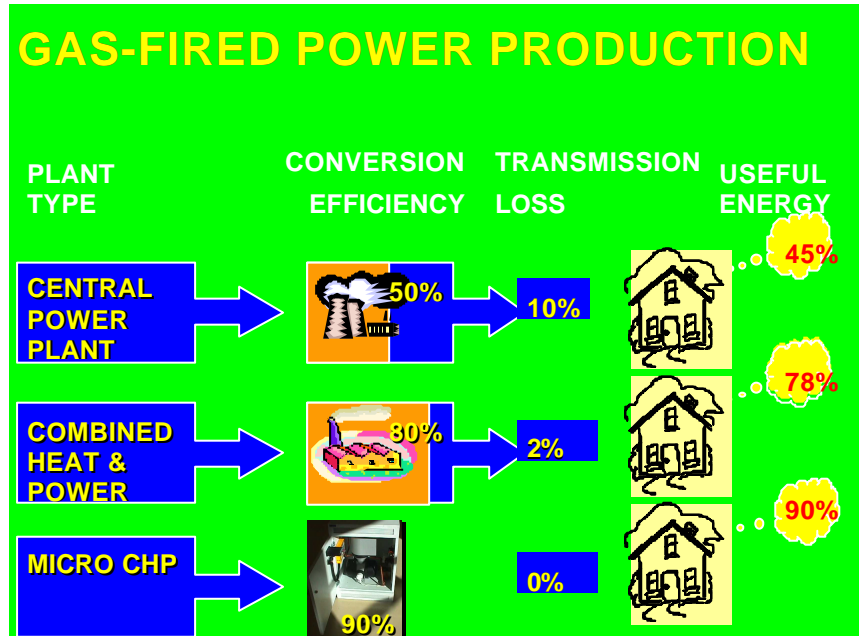 GAS-FIRED POWER PRODUCTION
PLANT
TYPE
CONVERSION
EFFICIENCY
TRANSMISSION
LOSS
USEFUL
ENERGY
CENTRAL
POWER
PLANT
50%
10%
45%
COMBINED
HEAT &
POWER
80%
2%
78%
MICRO CHP
90%
0%
90%